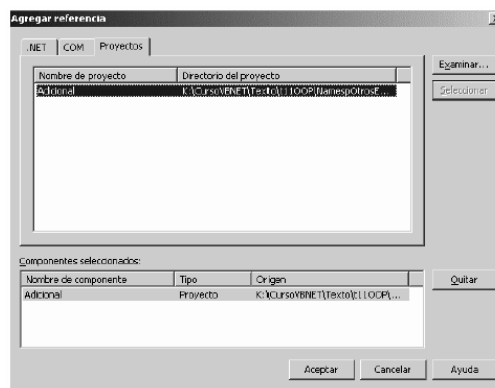 Agregar referencia
.NET COM Proyectos
Examinar...
Nombre de proyecto Directorio del proyecto
Adicional K:\CursoVBNET\Texto\t11OOP\NamespOtrosE...
Seleccionar
Componentes seleccionados:
Nombre de componente Tipo Origen
Quitar
Adicional Proyecto K:\CursoVBNET\Texto\t11OOP\...
Aceptar Cancelar Ayuda